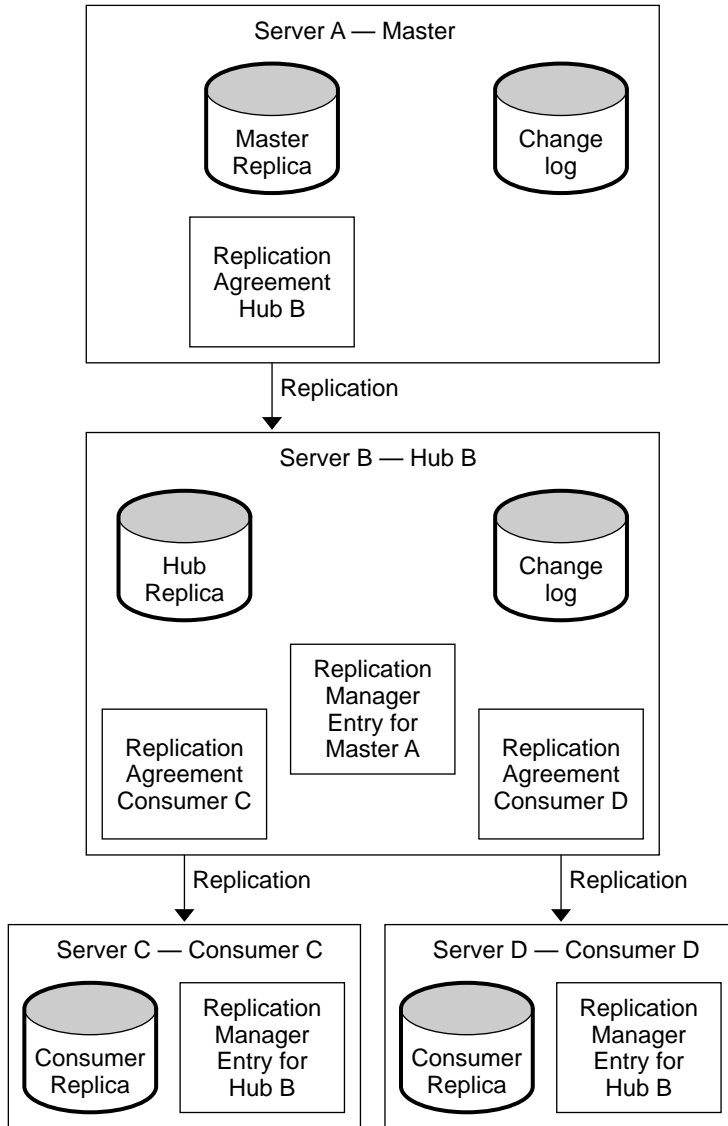 Server A — Master
Master
Replica
Change
log
Replication
Agreement
Hub B
Replication
Server B — Hub B
Hub
Replica
Change
log
Replication
Manager
Entry for
Master A
Replication
Agreement
Consumer C
Replication
Agreement
Consumer D
Replication
Replication
Server C — Consumer C
Consumer
Replica
Replication
Manager
Entry for
Hub B
Server D — Consumer D
Consumer
Replica
Replication
Manager
Entry for
Hub B